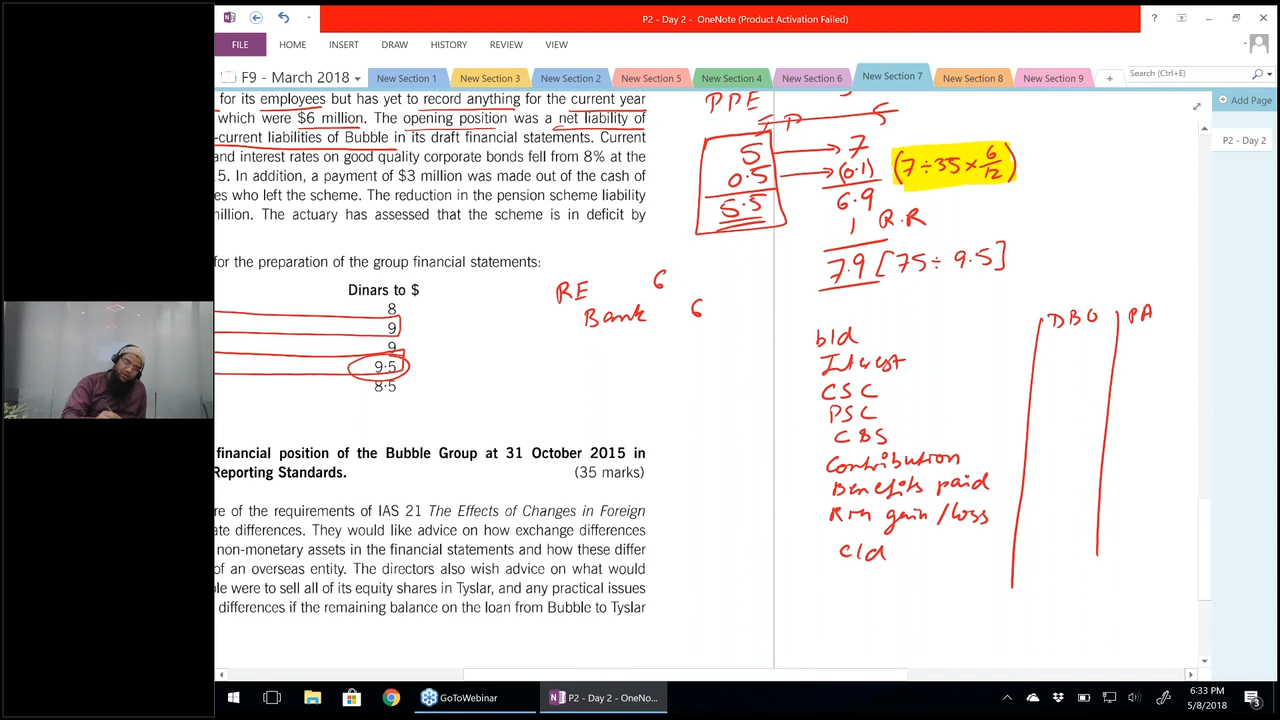 P2 - Day 2 - OneNote (Product Activation Failed)
FILE HOME INSERT DRAW HISTORY REVIEW VIEW
F9 - March 2018 New Section 1 New Section 3 New Section 2 New Section 5 New Section 4 New Section 6 New Section 7 New Section 8 New Section 9 Search (Ctrl+E)
Add Page
P2 - Day 2
for its employees but has yet to record anything for the current year
which were $6 million. The opening position was a net liability of
-current liabilities of Bubble in its draft financial statements. Current
and interest rates on good quality corporate bonds fell from 8% at the
5. In addition, a payment of $3 million was made out of the cash of
es who left the scheme. The reduction in the pension scheme liability
illion. The actuary has assessed that the scheme is in deficit by
for the preparation of the group financial statements:
Dinars to $
8
9
9
9·5
8·5
financial position of the Bubble Group at 31 October 2015 in
Reporting Standards. (35 marks)
re of the requirements of IAS 21 The Effects of Changes in Foreign
ate differences. They would like advice on how exchange differences
non-monetary assets in the financial statements and how these differ
of an overseas entity. The directors also wish advice on what would
le were to sell all of its equity shares in Tyslar, and any practical issues
differences if the remaining balance on the loan from Bubble to Tyslar
PPE
5 7
0.5 (0.1) (7÷35×6/12)
5.5 6.9
1 R.R
7.9 [75÷9.5]
RE 6
Bank 6
DBO PA
b/d
Interest
CSC
PSC
CBS
Contribution
Benefits paid
Rm gain/loss
c/d
GoToWebinar
P2 - Day 2 - OneNo...
6:33 PM
5/8/2018
3